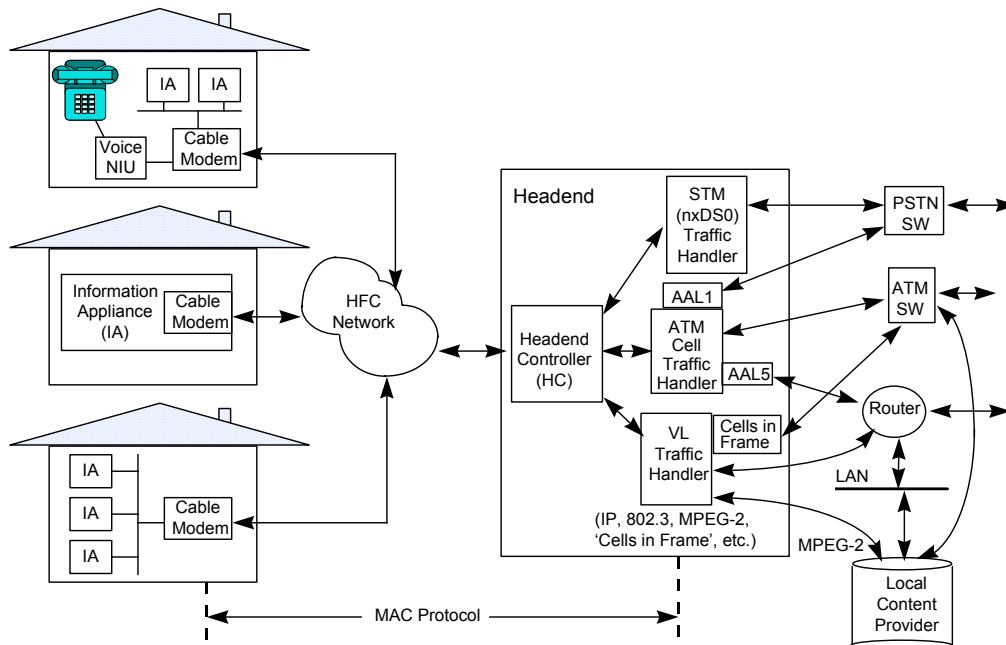 IA
IA
Voice
NIU
Cable
Modem
Information
Appliance
(IA)
Cable
Modem
IA
IA
IA
Cable
Modem
HFC
Network
MAC Protocol
Headend
Headend
Controller
(HC)
STM
(nxDS0)
Traffic
Handler
AAL1
ATM
Cell
Traffic
Handler
AAL5
VL
Traffic
Handler
Cells in
Frame
(IP, 802.3, MPEG-2,
‘Cells in Frame’, etc.)
PSTN
SW
ATM
SW
Router
LAN
MPEG-2
Local
Content
Provider